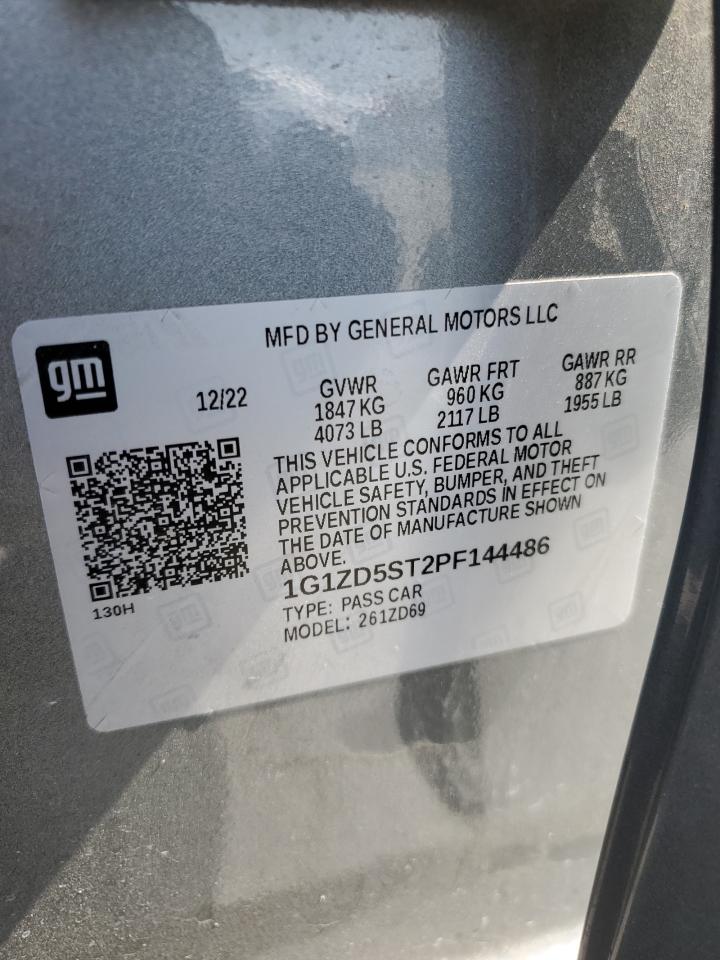 MFD BY GENERAL MOTORS LLC
gm
12/22
GVWR
1847 KG
4073 LB
GAWR FRT
960 KG
2117 LB
GAWR RR
887 KG
1955 LB
THIS VEHICLE CONFORMS TO ALL
APPLICABLE U.S. FEDERAL MOTOR
VEHICLE SAFETY, BUMPER, AND THEFT
PREVENTION STANDARDS IN EFFECT ON
THE DATE OF MANUFACTURE SHOWN
ABOVE.
1G1ZD5ST2PF144486
TYPE: PASS CAR
MODEL: 261ZD69
130H